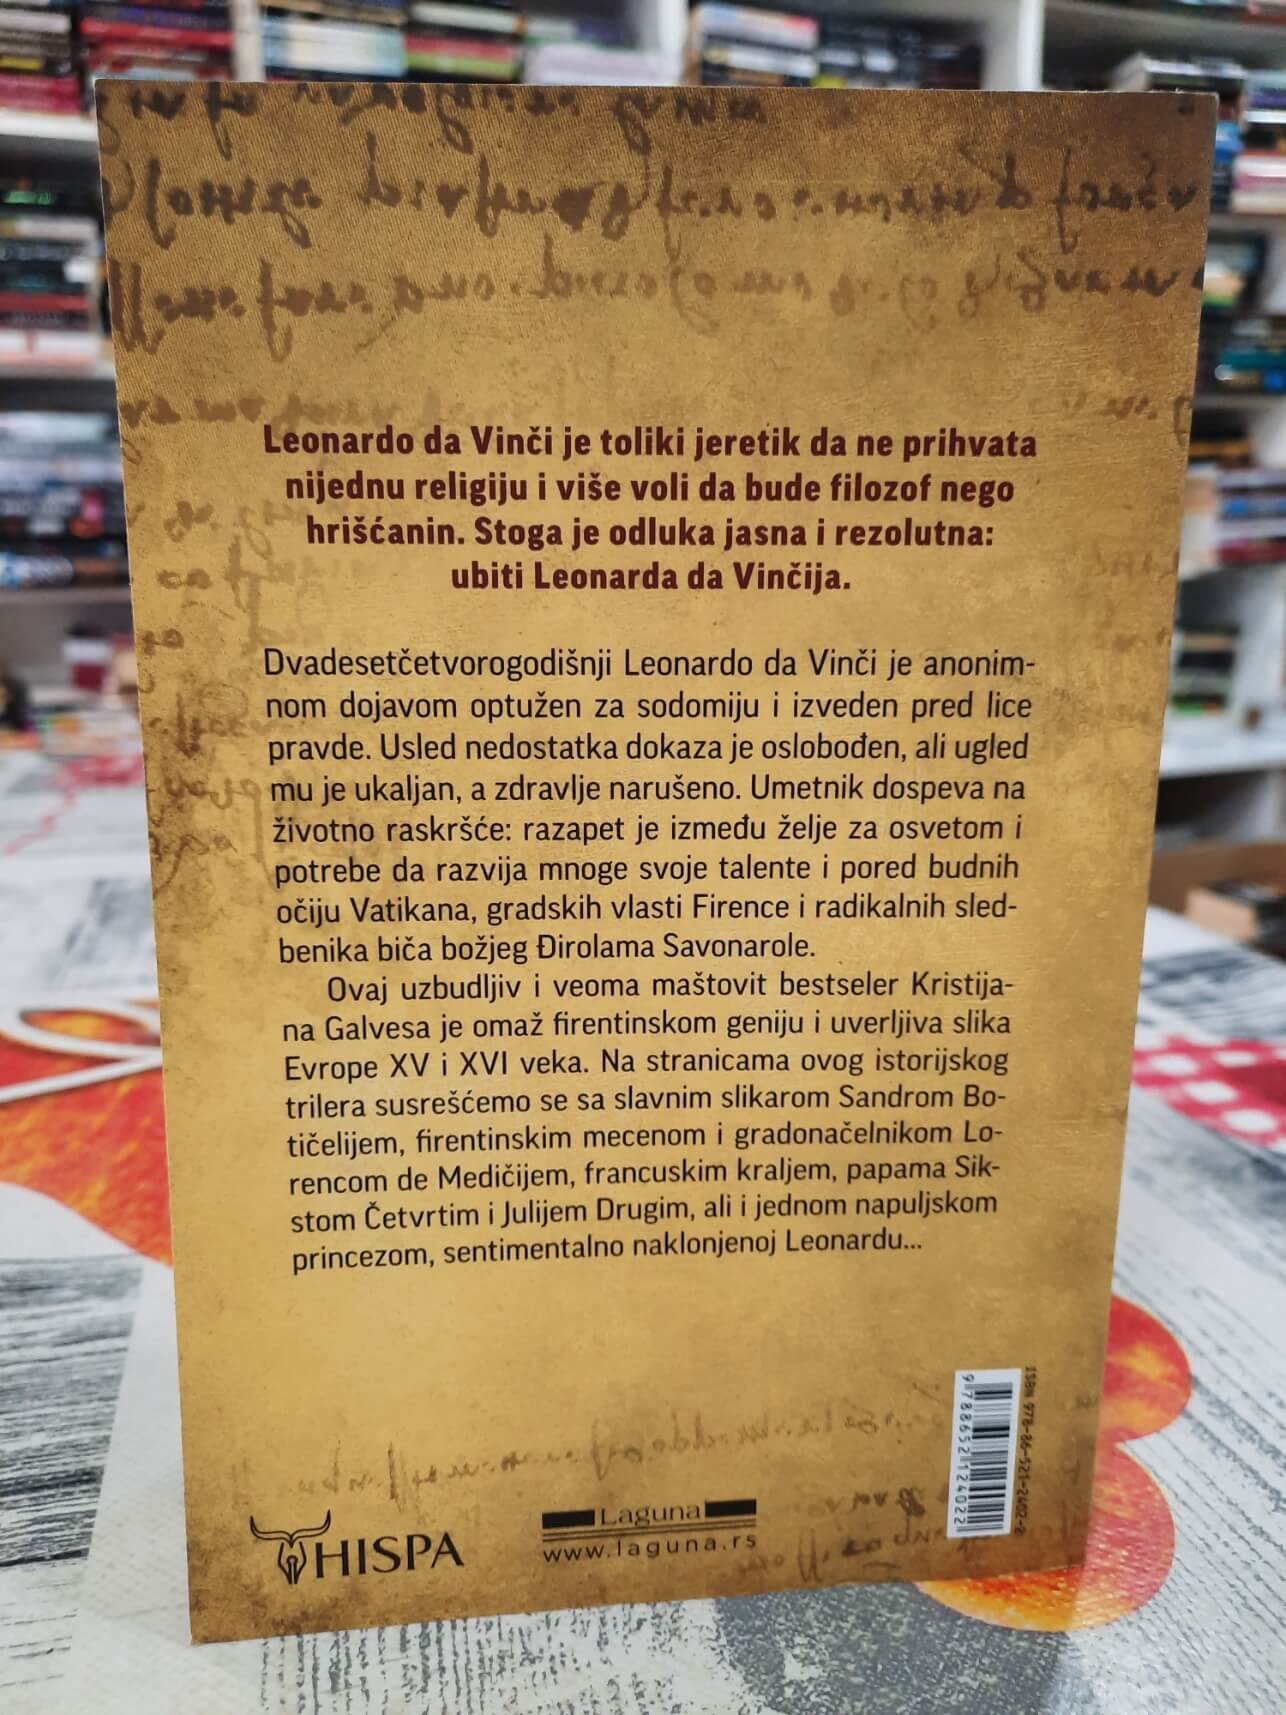 Leonardo da Vinči je toliki jeretik da ne prihvata
nijednu religiju i više voli da bude filozof nego
hrišćanin. Stoga je odluka jasna i rezolutna:
ubiti Leonarda da Vinčija.
Dvadesetčetvorogodišnji Leonardo da Vinči je anonim-
nom dojavom optužen za sodomiju i izveden pred lice
pravde. Usled nedostatka dokaza je oslobođen, ali ugled
mu je ukaljan, a zdravlje narušeno. Umetnik dospeva na
životno raskršće: razapet je između želje za osvetom i
potrebe da razvija mnoge svoje talente i pored budnih
očiju Vatikana, gradskih vlasti Firence i radikalnih sled-
benika biča božjeg Đirolama Savonarole.
Ovaj uzbudljiv i veoma maštovit bestseler Kristija-
na Galvesa je omaž firentinskom geniju i uverljiva slika
Evrope XV i XVI veka. Na stranicama ovog istorijskog
trilera susrešćemo se sa slavnim slikarom Sandrom Bo-
tičelijem, firentinskim mecenom i gradonačelnikom Lo-
rencom de Medičijem, francuskim kraljem, papama Sik-
stom Četvrtim i Julijem Drugim, ali i jednom napuljskom
princezom, sentimentalno naklonjenoj Leonardu...
ISBN 978-86-521-2402-2
9788652124022
HISPA
Laguna
www.laguna.rs